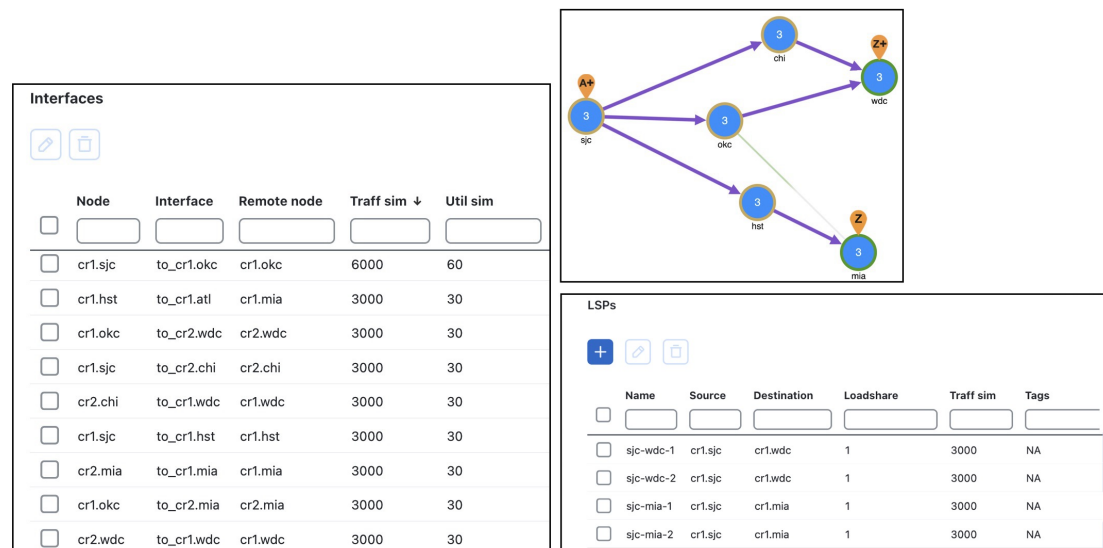 Interfaces
Node Interface Remote node Traff sim ↓ Util sim
cr1.sjc to_cr1.okc cr1.okc 6000 60
cr1.hst to_cr1.atl cr1.mia 3000 30
cr1.okc to_cr2.wdc cr2.wdc 3000 30
cr1.sjc to_cr2.chi cr2.chi 3000 30
cr2.chi to_cr1.wdc cr1.wdc 3000 30
cr1.sjc to_cr1.hst cr1.hst 3000 30
cr2.mia to_cr1.mia cr1.mia 3000 30
cr1.okc to_cr2.mia cr2.mia 3000 30
cr2.wdc to_cr1.wdc cr1.wdc 3000 30
3
chi
Z+
3
wdc
A+
3
sjc
3
okc
3
hst
Z
3
mia
LSPs
Name Source Destination Loadshare Traff sim Tags
sjc-wdc-1 cr1.sjc cr1.wdc 1 3000 NA
sjc-wdc-2 cr1.sjc cr1.wdc 1 3000 NA
sjc-mia-1 cr1.sjc cr1.mia 1 3000 NA
sjc-mia-2 cr1.sjc cr1.mia 1 3000 NA